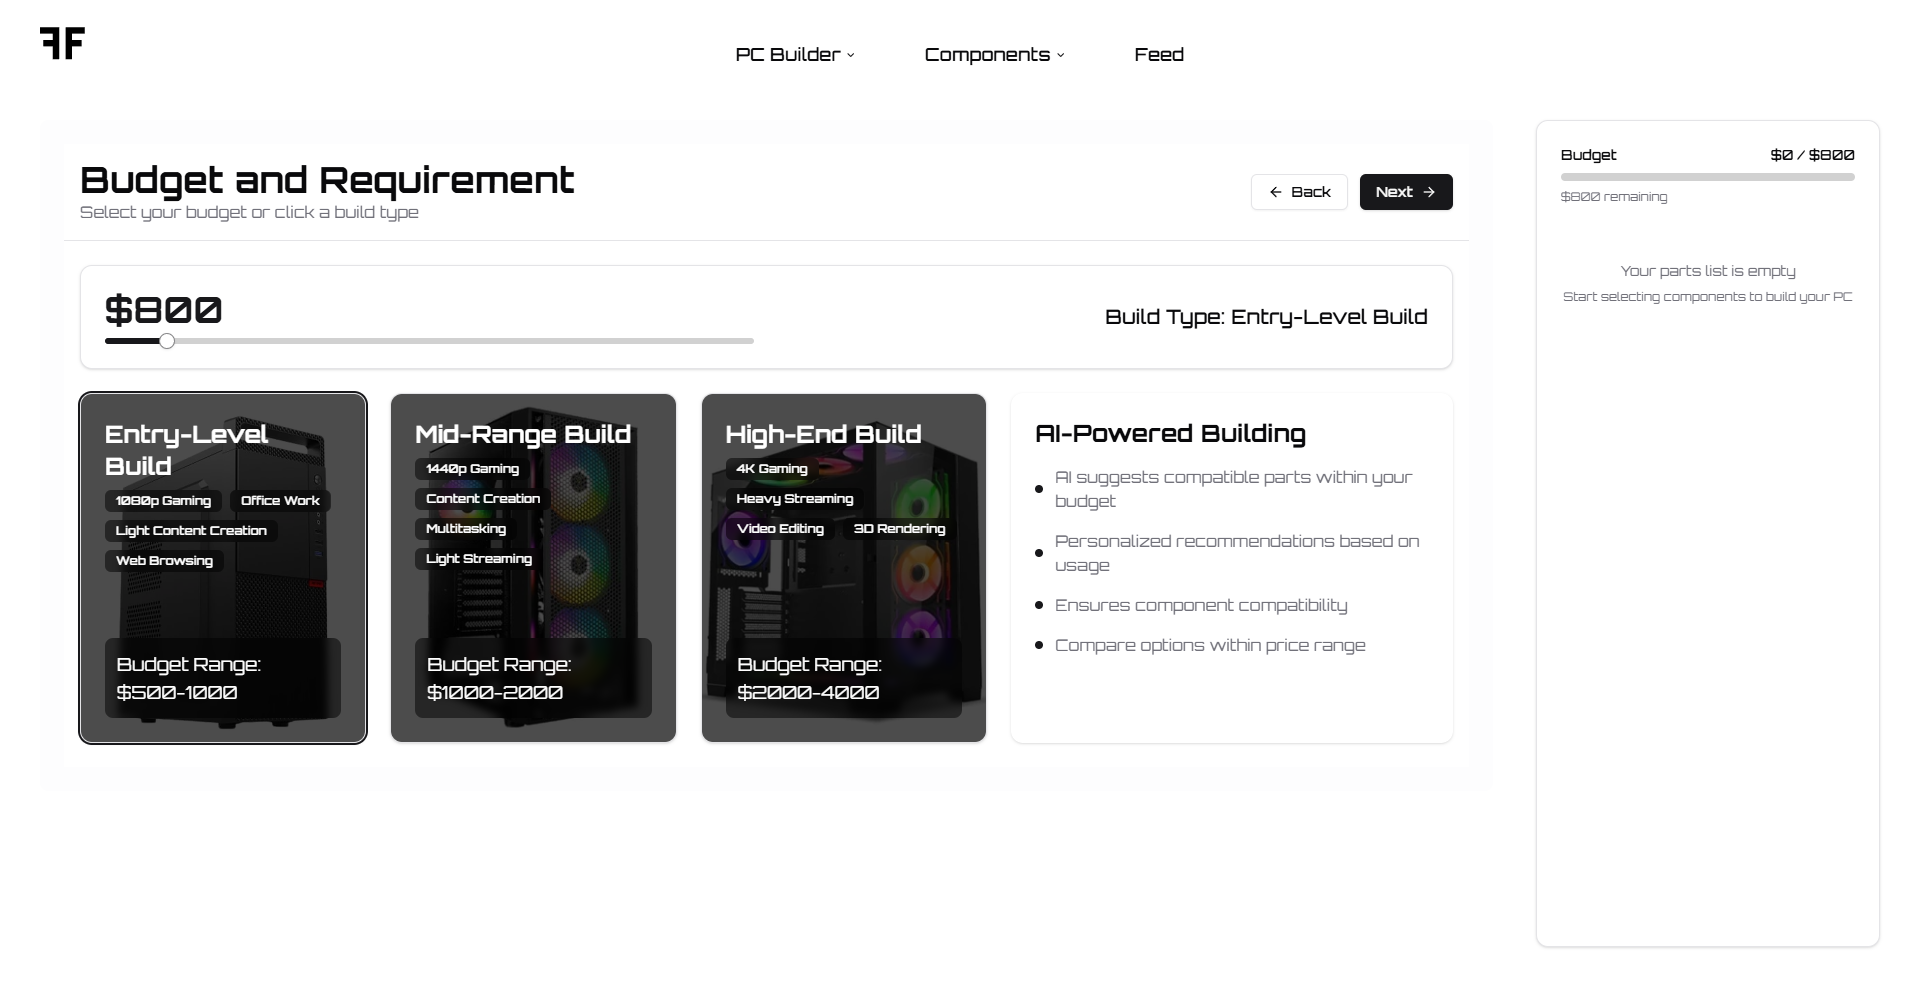 FF
PC Builder
Components
Feed
Budget and Requirement
Select your budget or click a build type
Back
Next
$800
Build Type: Entry-Level Build
Entry-Level
Build
1080p Gaming
Office Work
Light Content Creation
Web Browsing
Budget Range:
$500-1000
Mid-Range Build
1440p Gaming
Content Creation
Multitasking
Light Streaming
Budget Range:
$1000-2000
High-End Build
4K Gaming
Heavy Streaming
Video Editing
3D Rendering
Budget Range:
$2000-4000
AI-Powered Building
AI suggests compatible parts within your
budget
Personalized recommendations based on
usage
Ensures component compatibility
Compare options within price range
Budget
$0 / $800
$800 remaining
Your parts list is empty
Start selecting components to build your PC